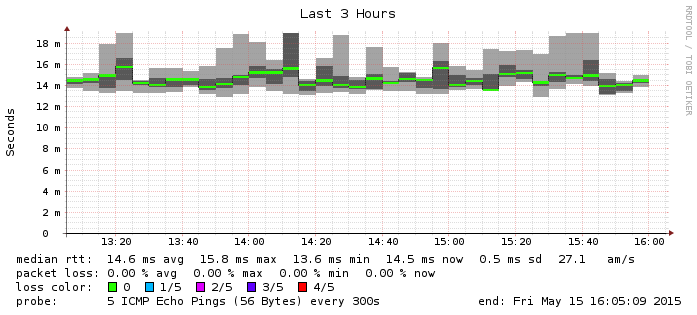 Last 3 Hours
RRDTOOL / TOBI OETIKER
Seconds
18 m
16 m
14 m
12 m
10 m
8 m
6 m
4 m
2 m
0
13:20 13:40 14:00 14:20 14:40 15:00 15:20 15:40 16:00
median rtt: 14.6 ms avg 15.8 ms max 13.6 ms min 14.5 ms now 0.5 ms sd 27.1 am/s
packet loss: 0.00 % avg 0.00 % max 0.00 % min 0.00 % now
loss color: 0 1/5 2/5 3/5 4/5
probe: 5 ICMP Echo Pings (56 Bytes) every 300s end: Fri May 15 16:05:09 2015